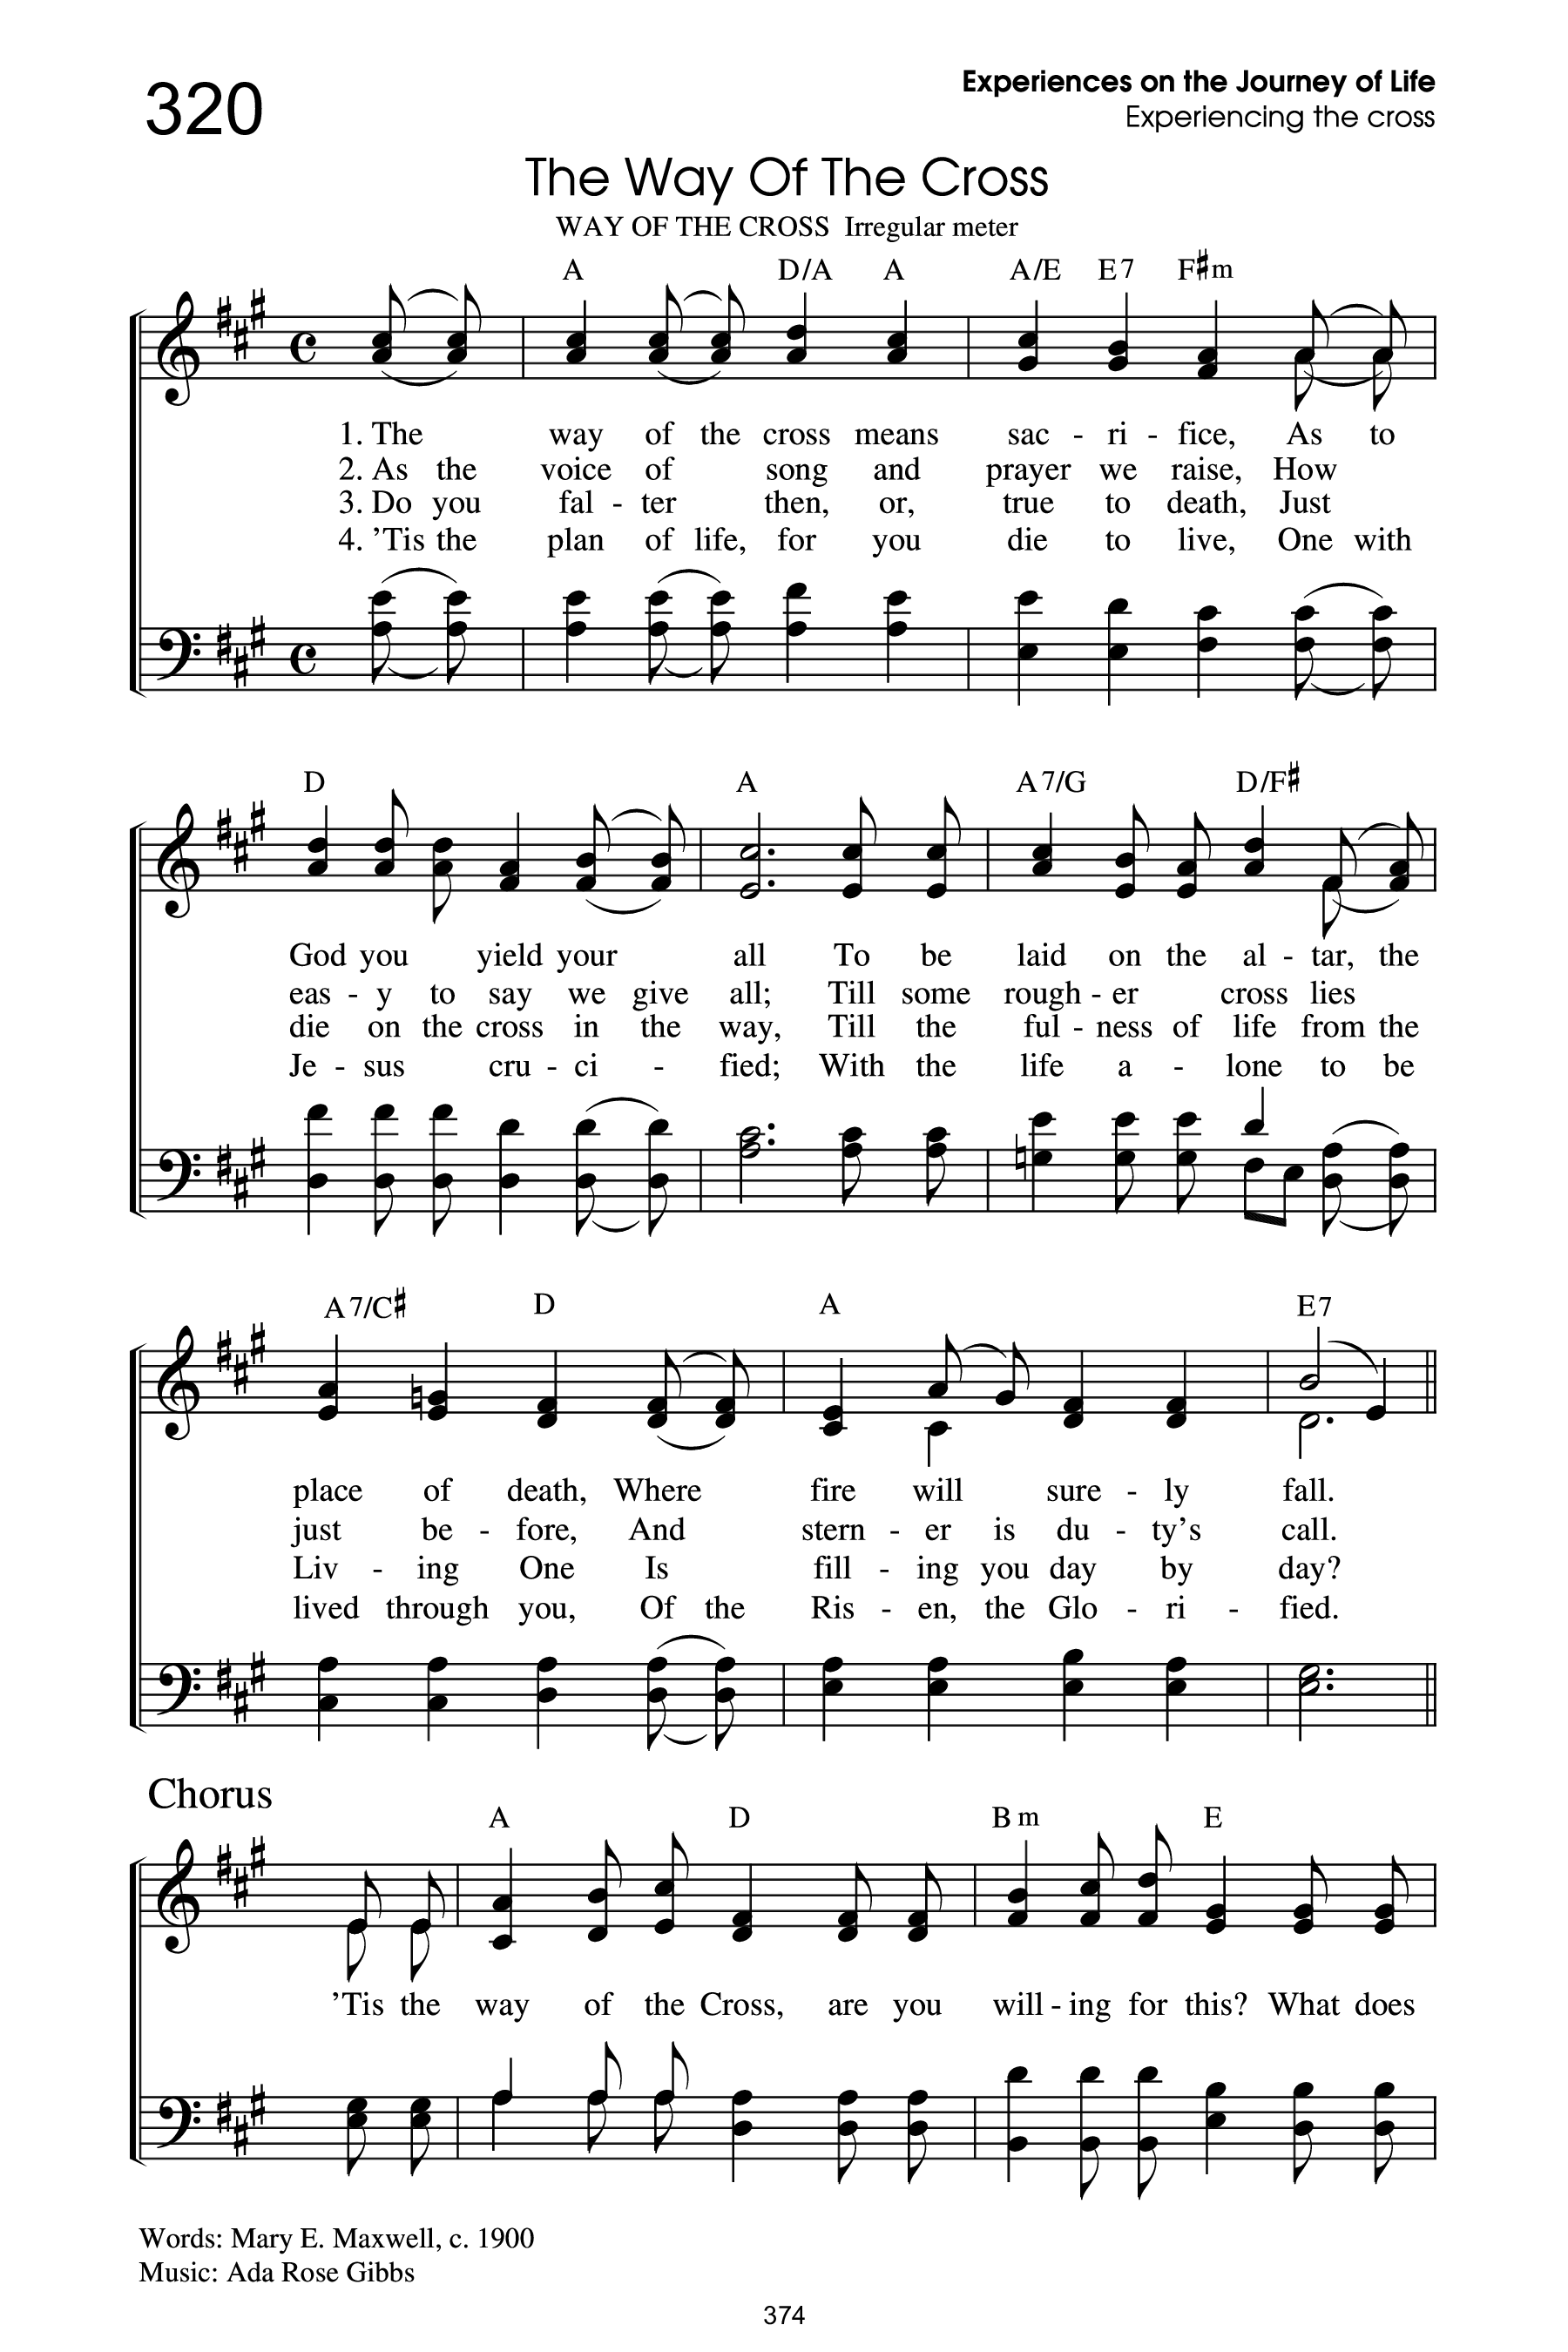 320
Experiences on the Journey of Life
Experiencing the cross
The Way Of The Cross
WAY OF THE CROSS Irregular meter
A D/A A A/E E7 F♯m
1. The way of the cross means sac - ri - fice, As to
2. As the voice of song and prayer we raise, How
3. Do you fal - ter then, or, true to death, Just
4. ’Tis the plan of life, for you die to live, One with
D A A7/G D/F♯
God you yield your all To be laid on the al - tar, the
eas - y to say we give all; Till some rough - er cross lies
die on the cross in the way, Till the ful - ness of life from the
Je - sus cru - ci - fied; With the life a - lone to be
A7/C♯ D A E7
place of death, Where fire will sure - ly fall.
just be - fore, And stern - er is du - ty’s call.
Liv - ing One Is fill - ing you day by day?
lived through you, Of the Ris - en, the Glo - ri - fied.
Chorus
A D Bm E
’Tis the way of the Cross, are you will - ing for this? What does
Words: Mary E. Maxwell, c. 1900
Music: Ada Rose Gibbs
374